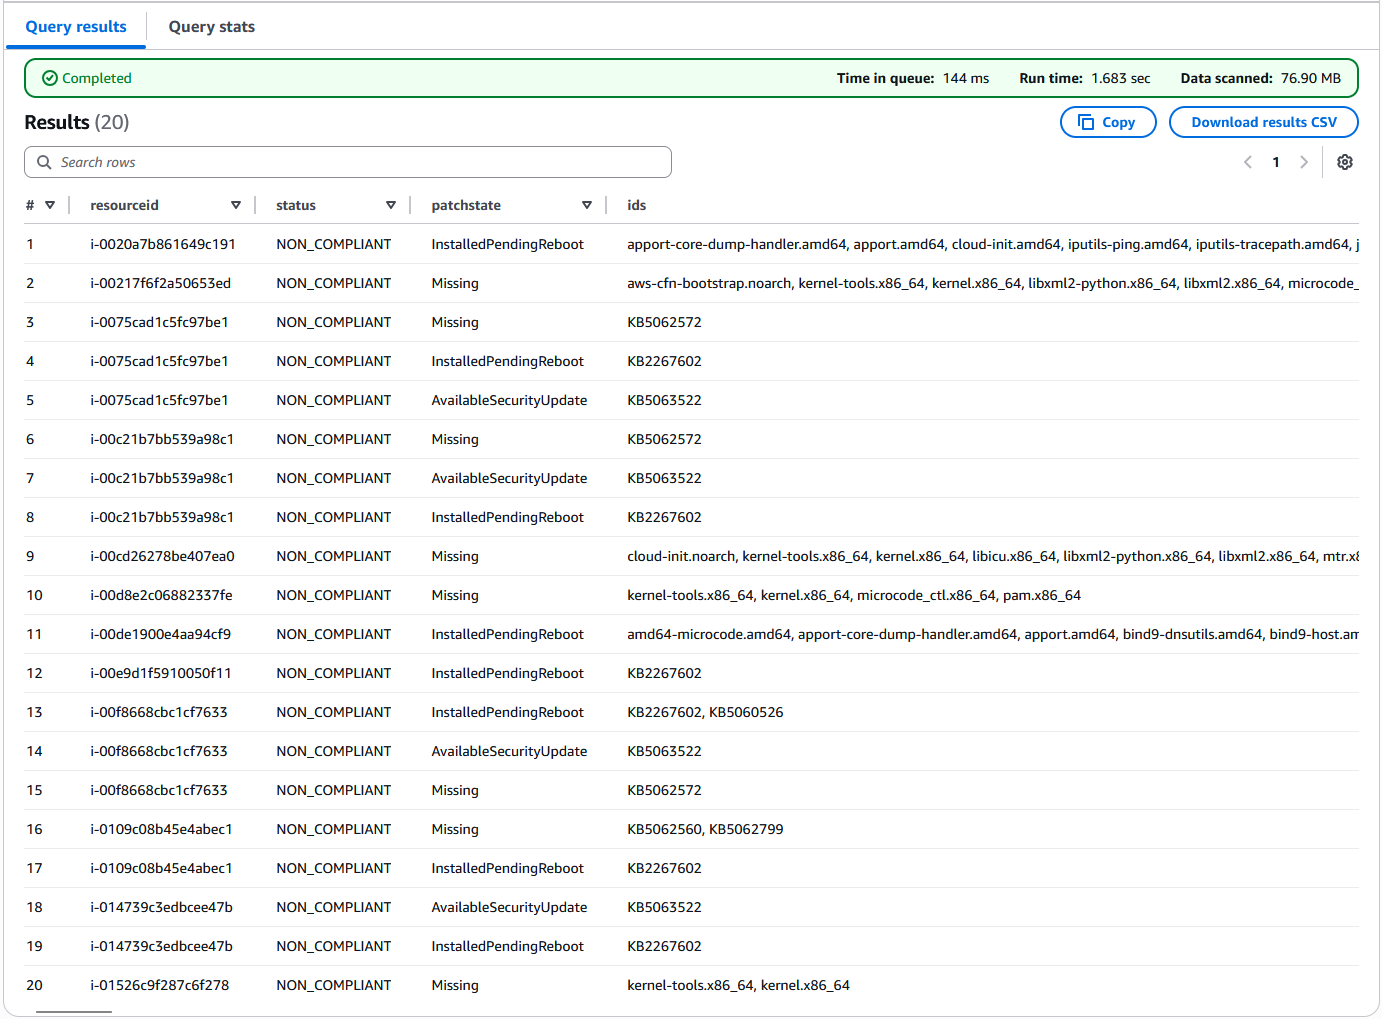 Query results Query stats
Completed Time in queue: 144 ms Run time: 1.683 sec Data scanned: 76.90 MB
Results (20) Copy Download results CSV
Search rows 1
# resourceid status patchstate ids
1 i-0020a7b861649c191 NON_COMPLIANT InstalledPendingReboot apport-core-dump-handler.amd64, apport.amd64, cloud-init.amd64, iputils-ping.amd64, iputils-tracepath.amd64, j
2 i-00217f6f2a50653ed NON_COMPLIANT Missing aws-cfn-bootstrap.noarch, kernel-tools.x86_64, kernel.x86_64, libxml2-python.x86_64, libxml2.x86_64, microcode_
3 i-0075cad1c5fc97be1 NON_COMPLIANT Missing KB5062572
4 i-0075cad1c5fc97be1 NON_COMPLIANT InstalledPendingReboot KB2267602
5 i-0075cad1c5fc97be1 NON_COMPLIANT AvailableSecurityUpdate KB5063522
6 i-00c21b7bb539a98c1 NON_COMPLIANT Missing KB5062572
7 i-00c21b7bb539a98c1 NON_COMPLIANT AvailableSecurityUpdate KB5063522
8 i-00c21b7bb539a98c1 NON_COMPLIANT InstalledPendingReboot KB2267602
9 i-00cd26278be407ea0 NON_COMPLIANT Missing cloud-init.noarch, kernel-tools.x86_64, kernel.x86_64, libicu.x86_64, libxml2-python.x86_64, libxml2.x86_64, mtr.x8
10 i-00d8e2c06882337fe NON_COMPLIANT Missing kernel-tools.x86_64, kernel.x86_64, microcode_ctl.x86_64, pam.x86_64
11 i-00de1900e4aa94cf9 NON_COMPLIANT InstalledPendingReboot amd64-microcode.amd64, apport-core-dump-handler.amd64, apport.amd64, bind9-dnsutils.amd64, bind9-host.am
12 i-00e9d1f5910050f11 NON_COMPLIANT InstalledPendingReboot KB2267602
13 i-00f8668cbc1cf7633 NON_COMPLIANT InstalledPendingReboot KB2267602, KB5060526
14 i-00f8668cbc1cf7633 NON_COMPLIANT AvailableSecurityUpdate KB5063522
15 i-00f8668cbc1cf7633 NON_COMPLIANT Missing KB5062572
16 i-0109c08b45e4abec1 NON_COMPLIANT Missing KB5062560, KB5062799
17 i-0109c08b45e4abec1 NON_COMPLIANT InstalledPendingReboot KB2267602
18 i-014739c3edbcee47b NON_COMPLIANT AvailableSecurityUpdate KB5063522
19 i-014739c3edbcee47b NON_COMPLIANT InstalledPendingReboot KB2267602
20 i-01526c9f287c6f278 NON_COMPLIANT Missing kernel-tools.x86_64, kernel.x86_64